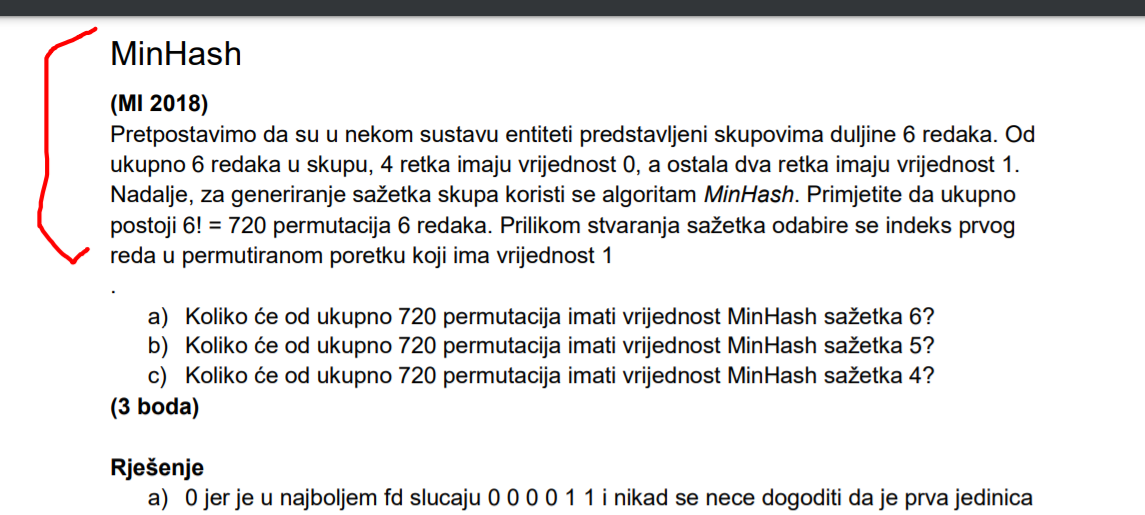 MinHash
(MI 2018)
Pretpostavimo da su u nekom sustavu entiteti predstavljeni skupovima duljine 6 redaka. Od
ukupno 6 redaka u skupu, 4 retka imaju vrijednost 0, a ostala dva retka imaju vrijednost 1.
Nadalje, za generiranje sažetka skupa koristi se algoritam MinHash. Primjetite da ukupno
postoji 6! = 720 permutacija 6 redaka. Prilikom stvaranja sažetka odabire se indeks prvog
reda u permutiranom poretku koji ima vrijednost 1
.
a) Koliko će od ukupno 720 permutacija imati vrijednost MinHash sažetka 6?
b) Koliko će od ukupno 720 permutacija imati vrijednost MinHash sažetka 5?
c) Koliko će od ukupno 720 permutacija imati vrijednost MinHash sažetka 4?
(3 boda)
Rješenje
a) 0 jer je u najboljem fd slucaju 0 0 0 0 1 1 i nikad se nece dogoditi da je prva jedinica